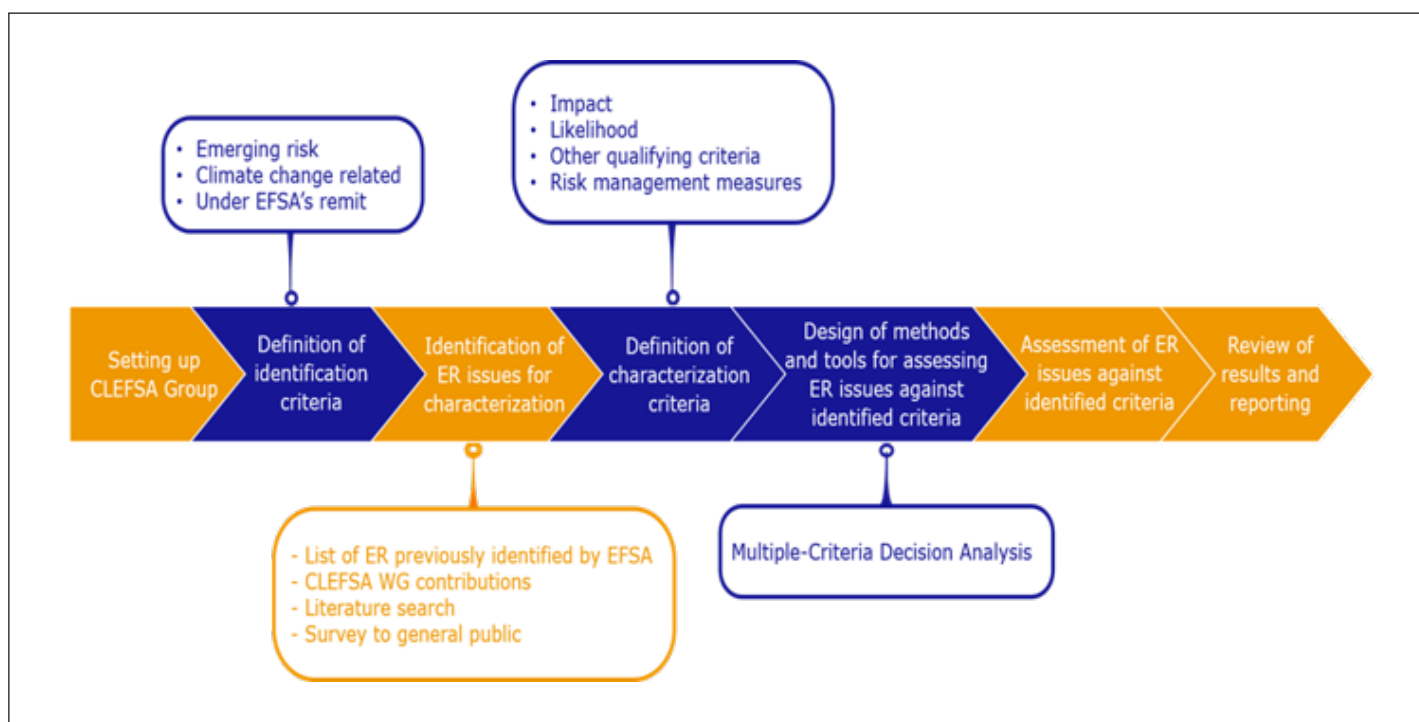 • Emerging risk
• Climate change related
• Under EFSA's remit
• Impact
• Likelihood
• Other qualifying criteria
• Risk management measures
Setting up
CLEFSA Group
Definition of
identification
criteria
Identification of
ER issues for
characterization
Definition of
characterization
criteria
Design of methods
and tools for assessing
ER issues against
identified criteria
Assessment of ER
issues against
identified criteria
Review of
results and
reporting
- List of ER previously identified by EFSA
- CLEFSA WG contributions
- Literature search
- Survey to general public
Multiple-Criteria Decision Analysis